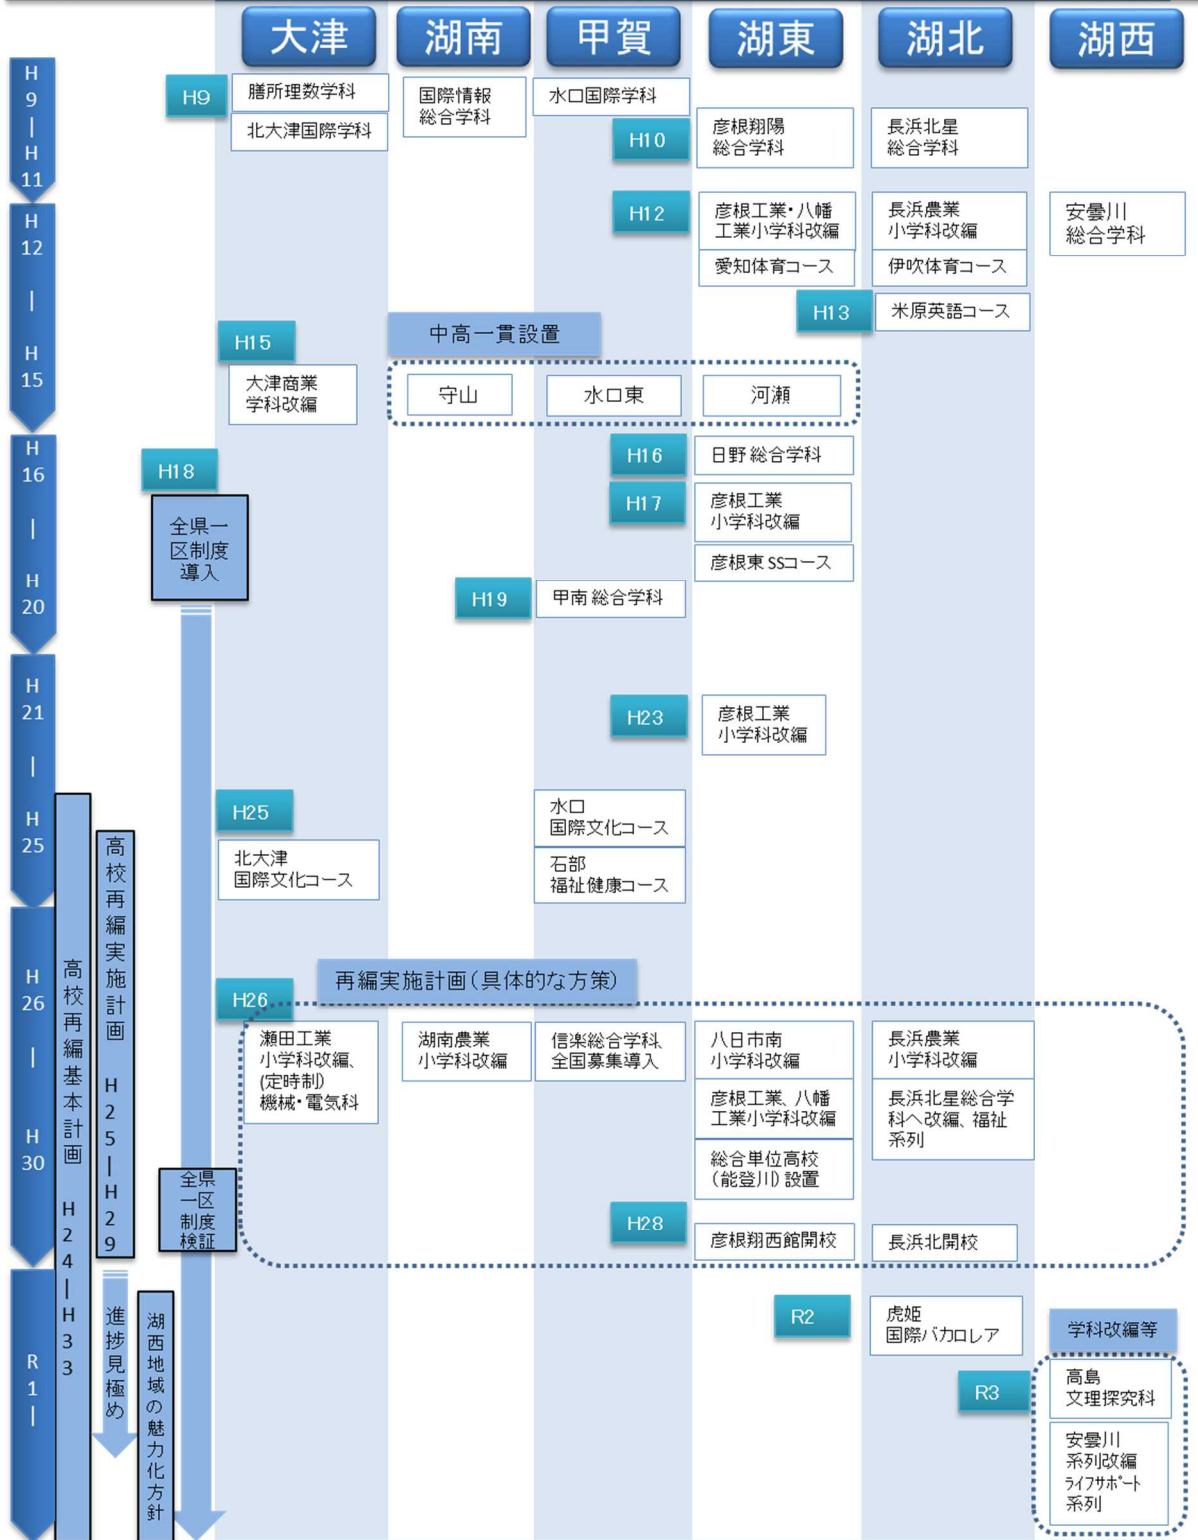 大津
湖南
甲賀
湖東
湖北
湖西
H
9
|
H
11
H9
膳所理数学科
北大津国際学科
国際情報
総合学科
水口国際学科
H10
彦根翔陽
総合学科
長浜北星
総合学科
H
12
|
H
15
H12
彦根工業・八幡
工業小学科改編
愛知体育コース
長浜農業
小学科改編
伊吹体育コース
安曇川
総合学科
H13
米原英語コース
H15
大津商業
学科改編
中高一貫設置
守山
水口東
河瀬
H
16
|
H
20
H16
日野 総合学科
H18
全県一
区制度
導入
H17
彦根工業
小学科改編
彦根東 SSコース
H19
甲南 総合学科
H
21
|
H
25
H23
彦根工業
小学科改編
H25
北大津
国際文化コース
水口
国際文化コース
石部
福祉健康コース
高校再編基本計画 H24|H33
高校再編実施計画 H25|H29
H
26
|
H
30
再編実施計画(具体的な方策)
H26
瀬田工業
小学科改編、
(定時制)
機械・電気科
湖南農業
小学科改編
信楽総合学科、
全国募集導入
八日市南
小学科改編
彦根工業、八幡
工業小学科改編
総合単位高校
(能登川)設置
長浜農業
小学科改編
長浜北星総合学
科へ改編、福祉
系列
全県
一区
制度
検証
H28
彦根翔西館開校
長浜北開校
R
1
|
進捗見極め
湖西地域の魅力化方針
R2
虎姫
国際バカロレア
学科改編等
R3
高島
文理探究科
安曇川
系列改編
ﾗｲﾌｻﾎﾟｰﾄ
系列